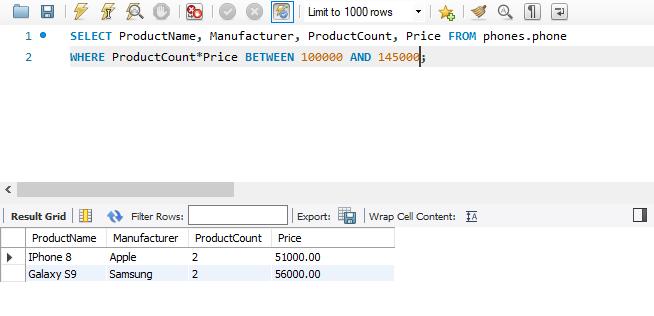 Limit to 1000 rows
1 SELECT ProductName, Manufacturer, ProductCount, Price FROM phones.phone
2 WHERE ProductCount*Price BETWEEN 100000 AND 145000;
Result Grid Filter Rows: Export: Wrap Cell Content:
ProductName Manufacturer ProductCount Price
IPhone 8 Apple 2 51000.00
Galaxy S9 Samsung 2 56000.00